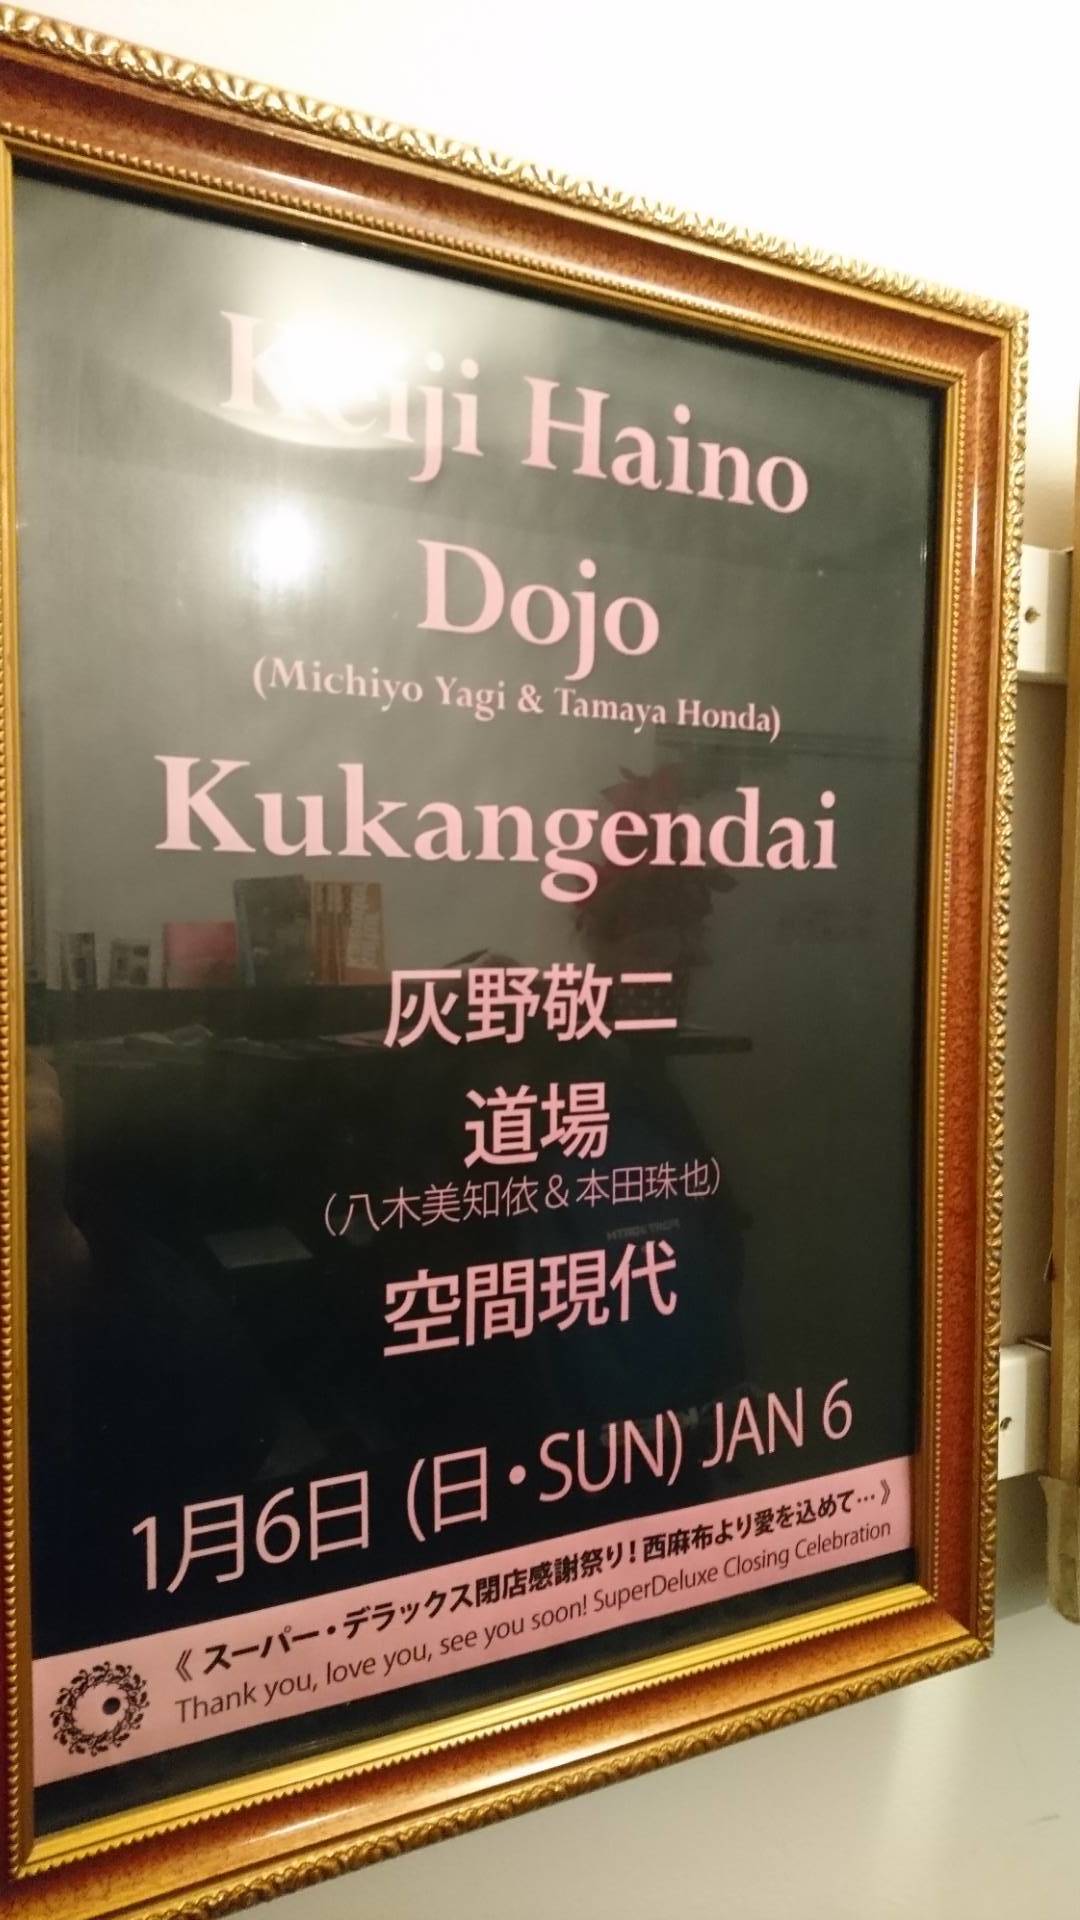 Keiji Haino
Dojo
(Michiyo Yagi & Tamaya Honda)
Kukangendai
灰野敬二
道場
（八木美知依＆本田珠也）
空間現代
1月6日 (日・SUN) JAN 6
《 スーパー・デラックス閉店感謝祭り！西麻布より愛を込めて… 》
Thank you, love you, see you soon! SuperDeluxe Closing Celebration